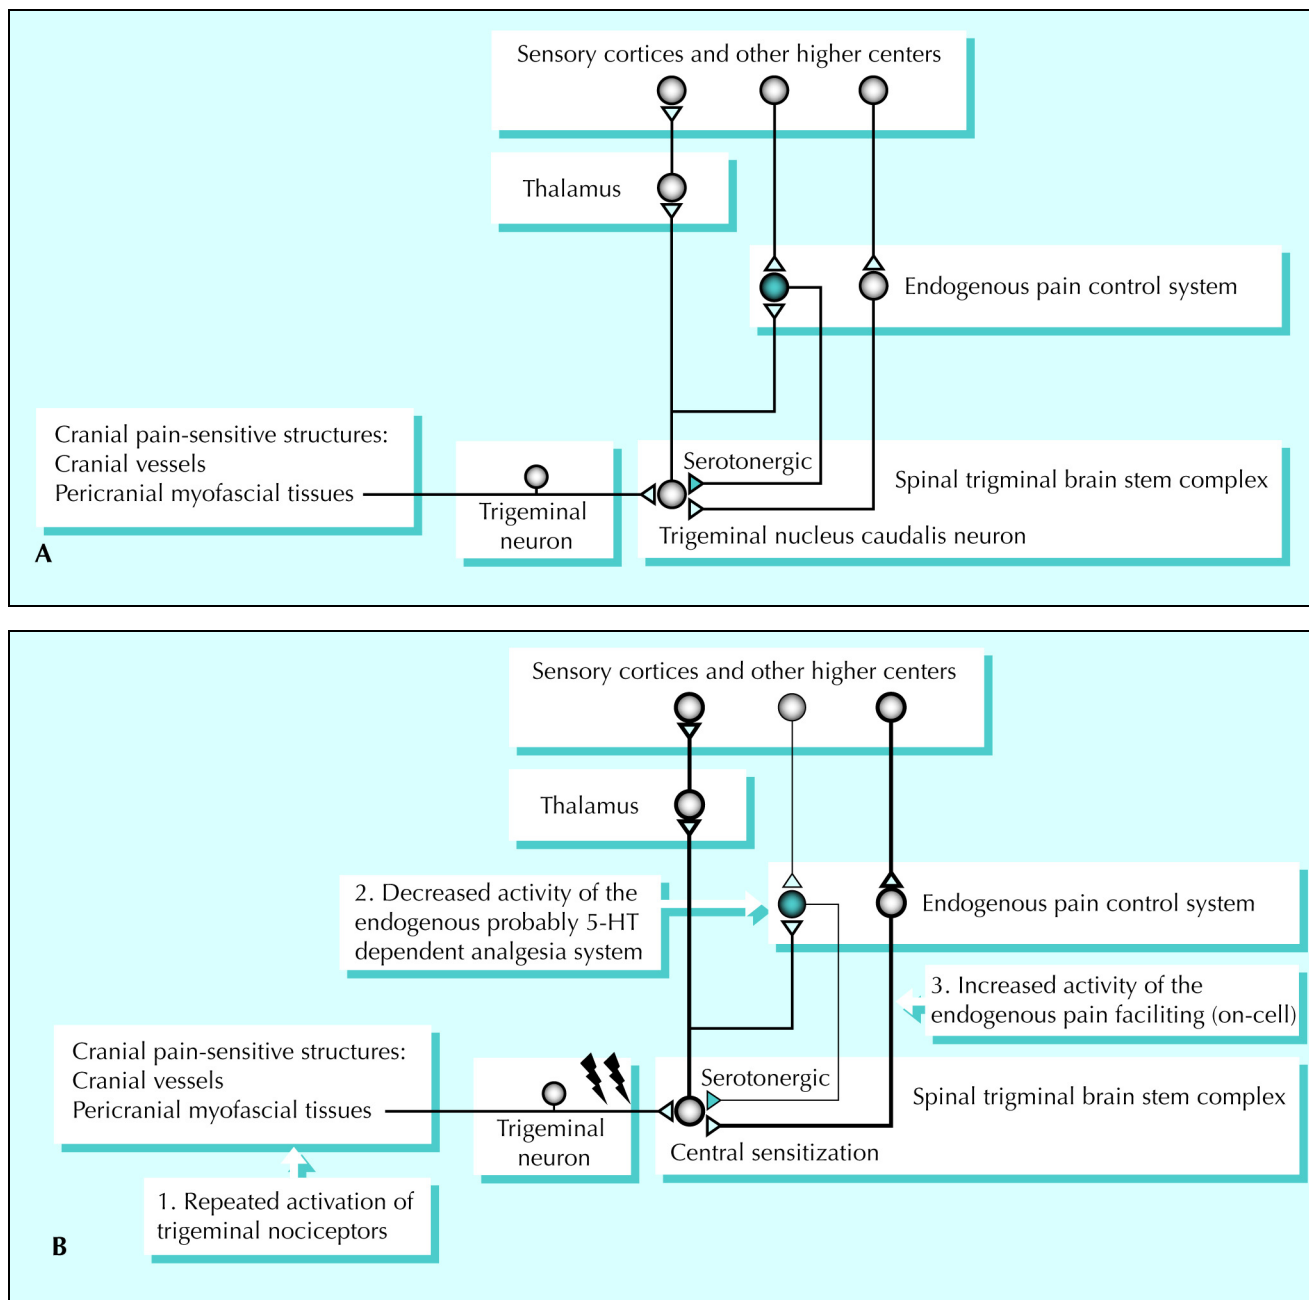 Sensory cortices and other higher centers
Thalamus
Endogenous pain control system
Cranial pain-sensitive structures:
Cranial vessels
Pericranial myofascial tissues
Trigeminal
neuron
Serotonergic
Spinal trigminal brain stem complex
Trigeminal nucleus caudalis neuron
A
Sensory cortices and other higher centers
Thalamus
2. Decreased activity of the
endogenous probably 5-HT
dependent analgesia system
Endogenous pain control system
3. Increased activity of the
endogenous pain faciliting (on-cell)
Cranial pain-sensitive structures:
Cranial vessels
Pericranial myofascial tissues
Trigeminal
neuron
Serotonergic
Spinal trigminal brain stem complex
Central sensitization
1. Repeated activation of
trigeminal nociceptors
B